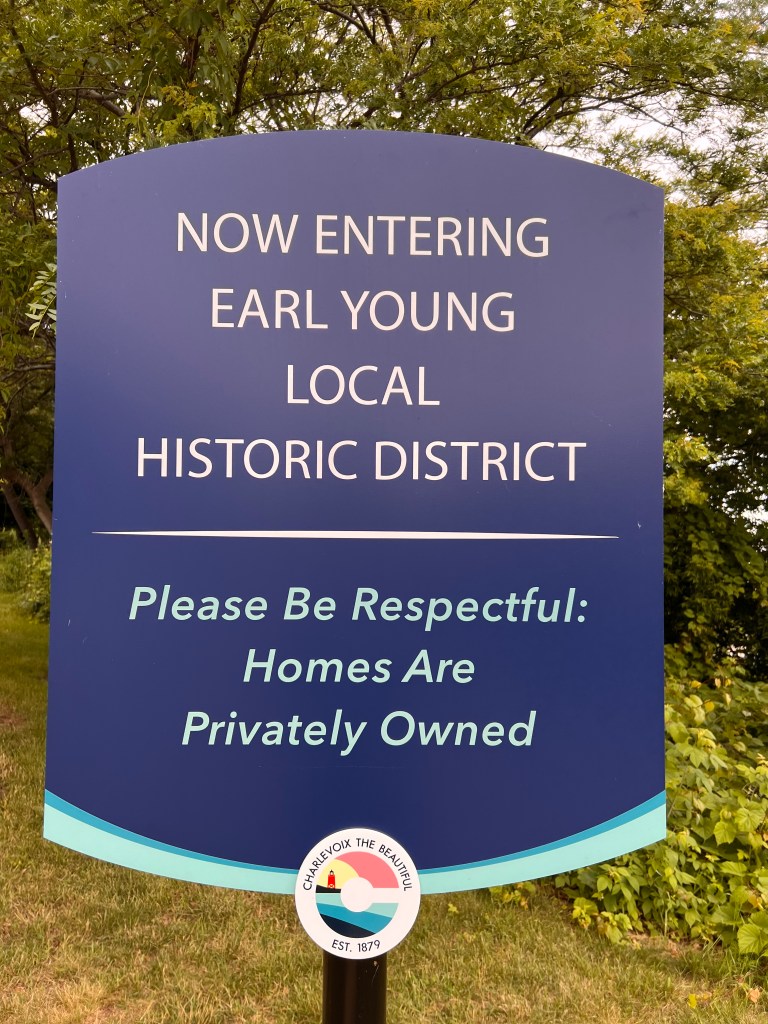 NOW ENTERING
EARL YOUNG
LOCAL
HISTORIC DISTRICT
Please Be Respectful:
Homes Are
Privately Owned
CHARLEVOIX THE BEAUTIFUL
EST. 1879